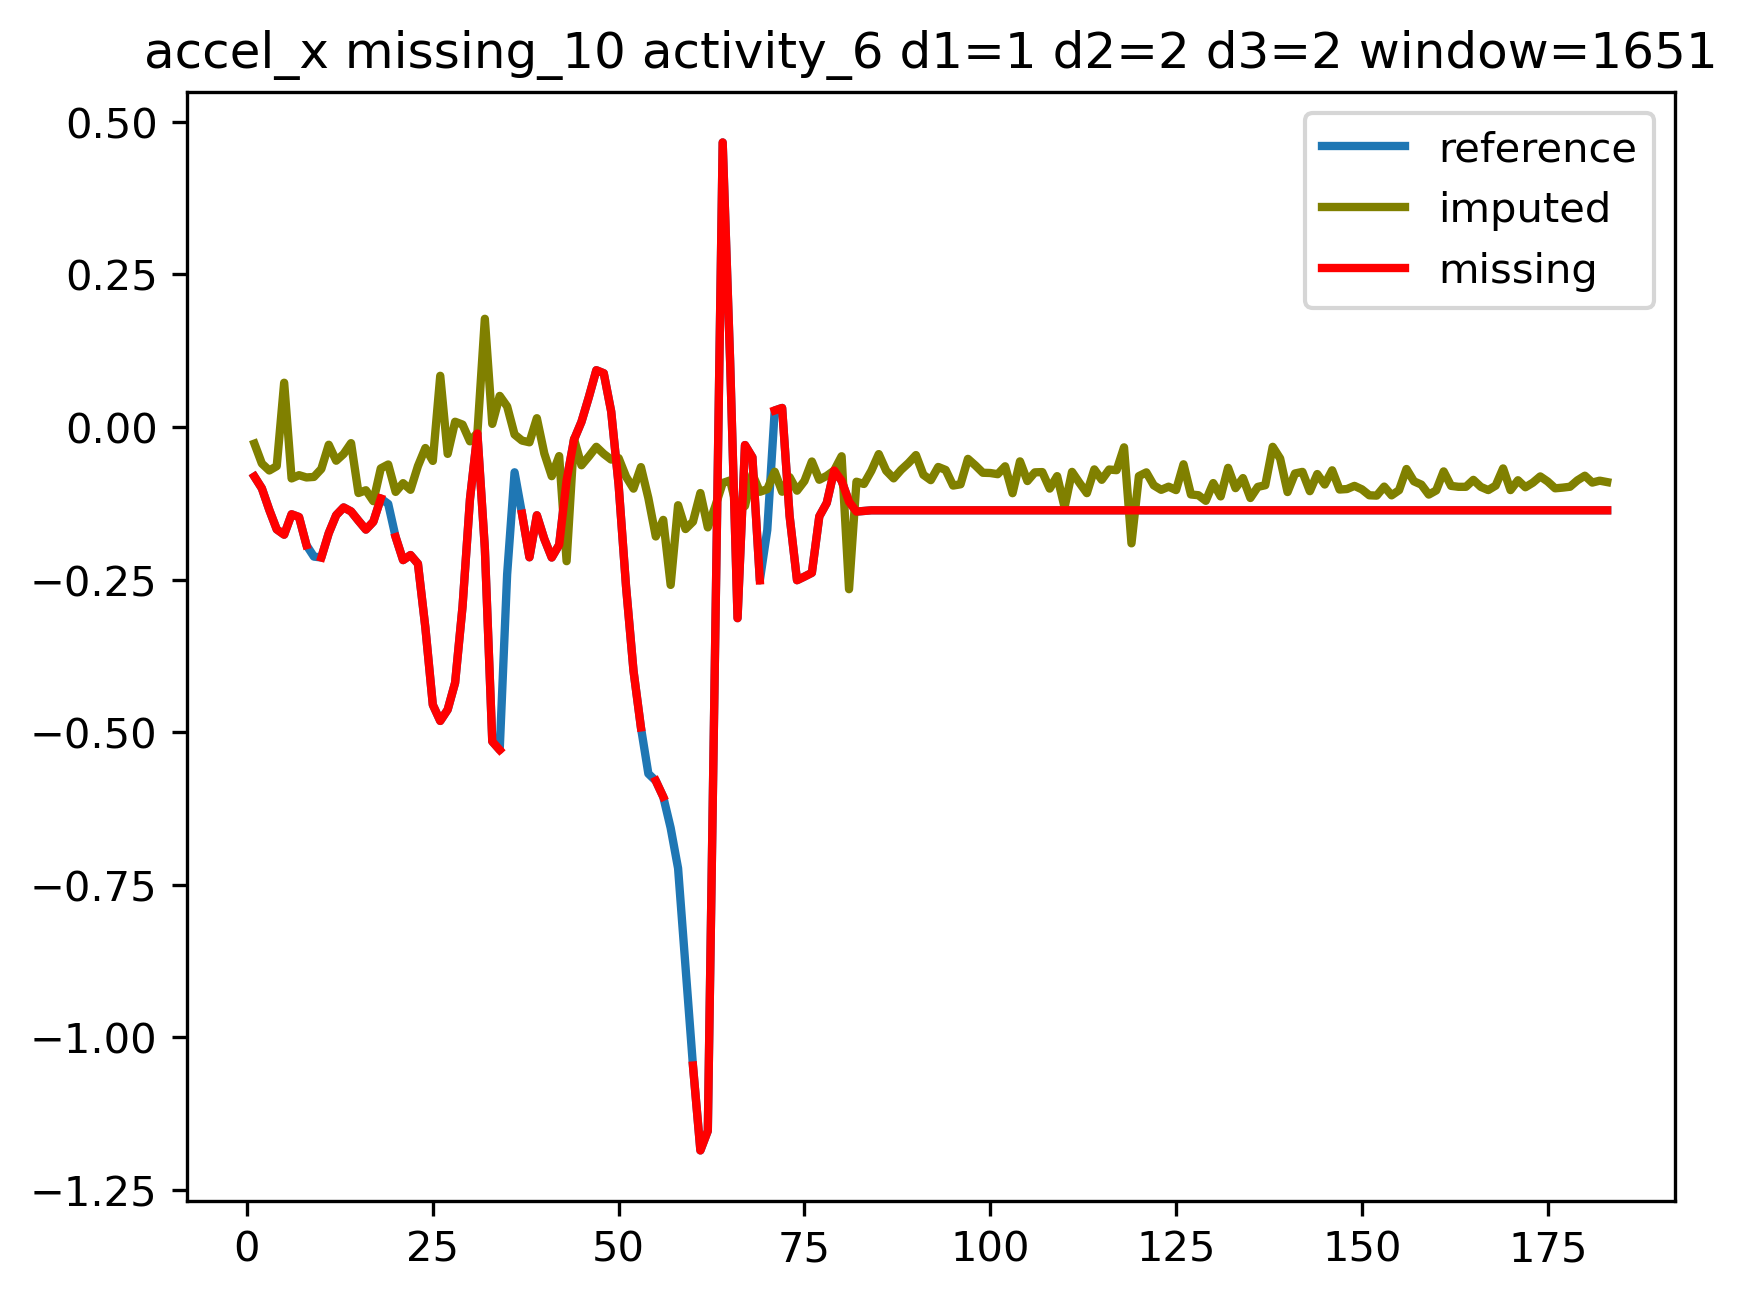 accel_x missing_10 activity_6 d1=1 d2=2 d3=2 window=1651
0.50
0.25
0.00
−0.25
−0.50
−0.75
−1.00
−1.25
reference
imputed
missing
0 25 50 75 100 125 150 175